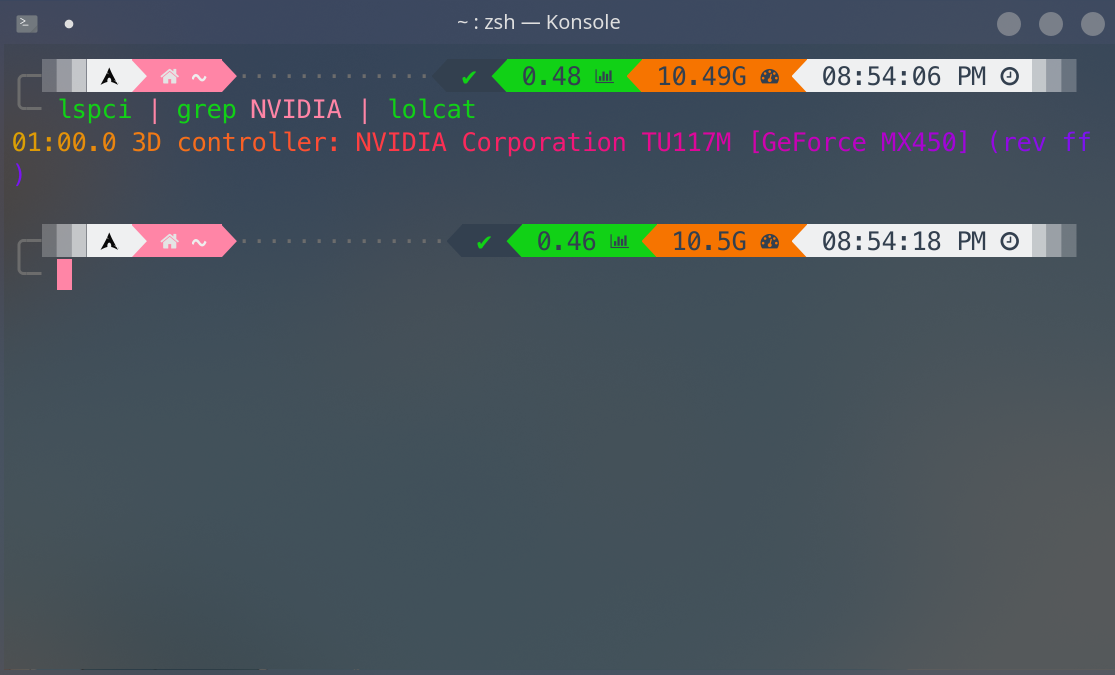 ~ : zsh — Konsole
~ ✔ 0.48 10.49G 08:54:06 PM
lspci | grep NVIDIA | lolcat
01:00.0 3D controller: NVIDIA Corporation TU117M [GeForce MX450] (rev ff
)
~ ✔ 0.46 10.5G 08:54:18 PM